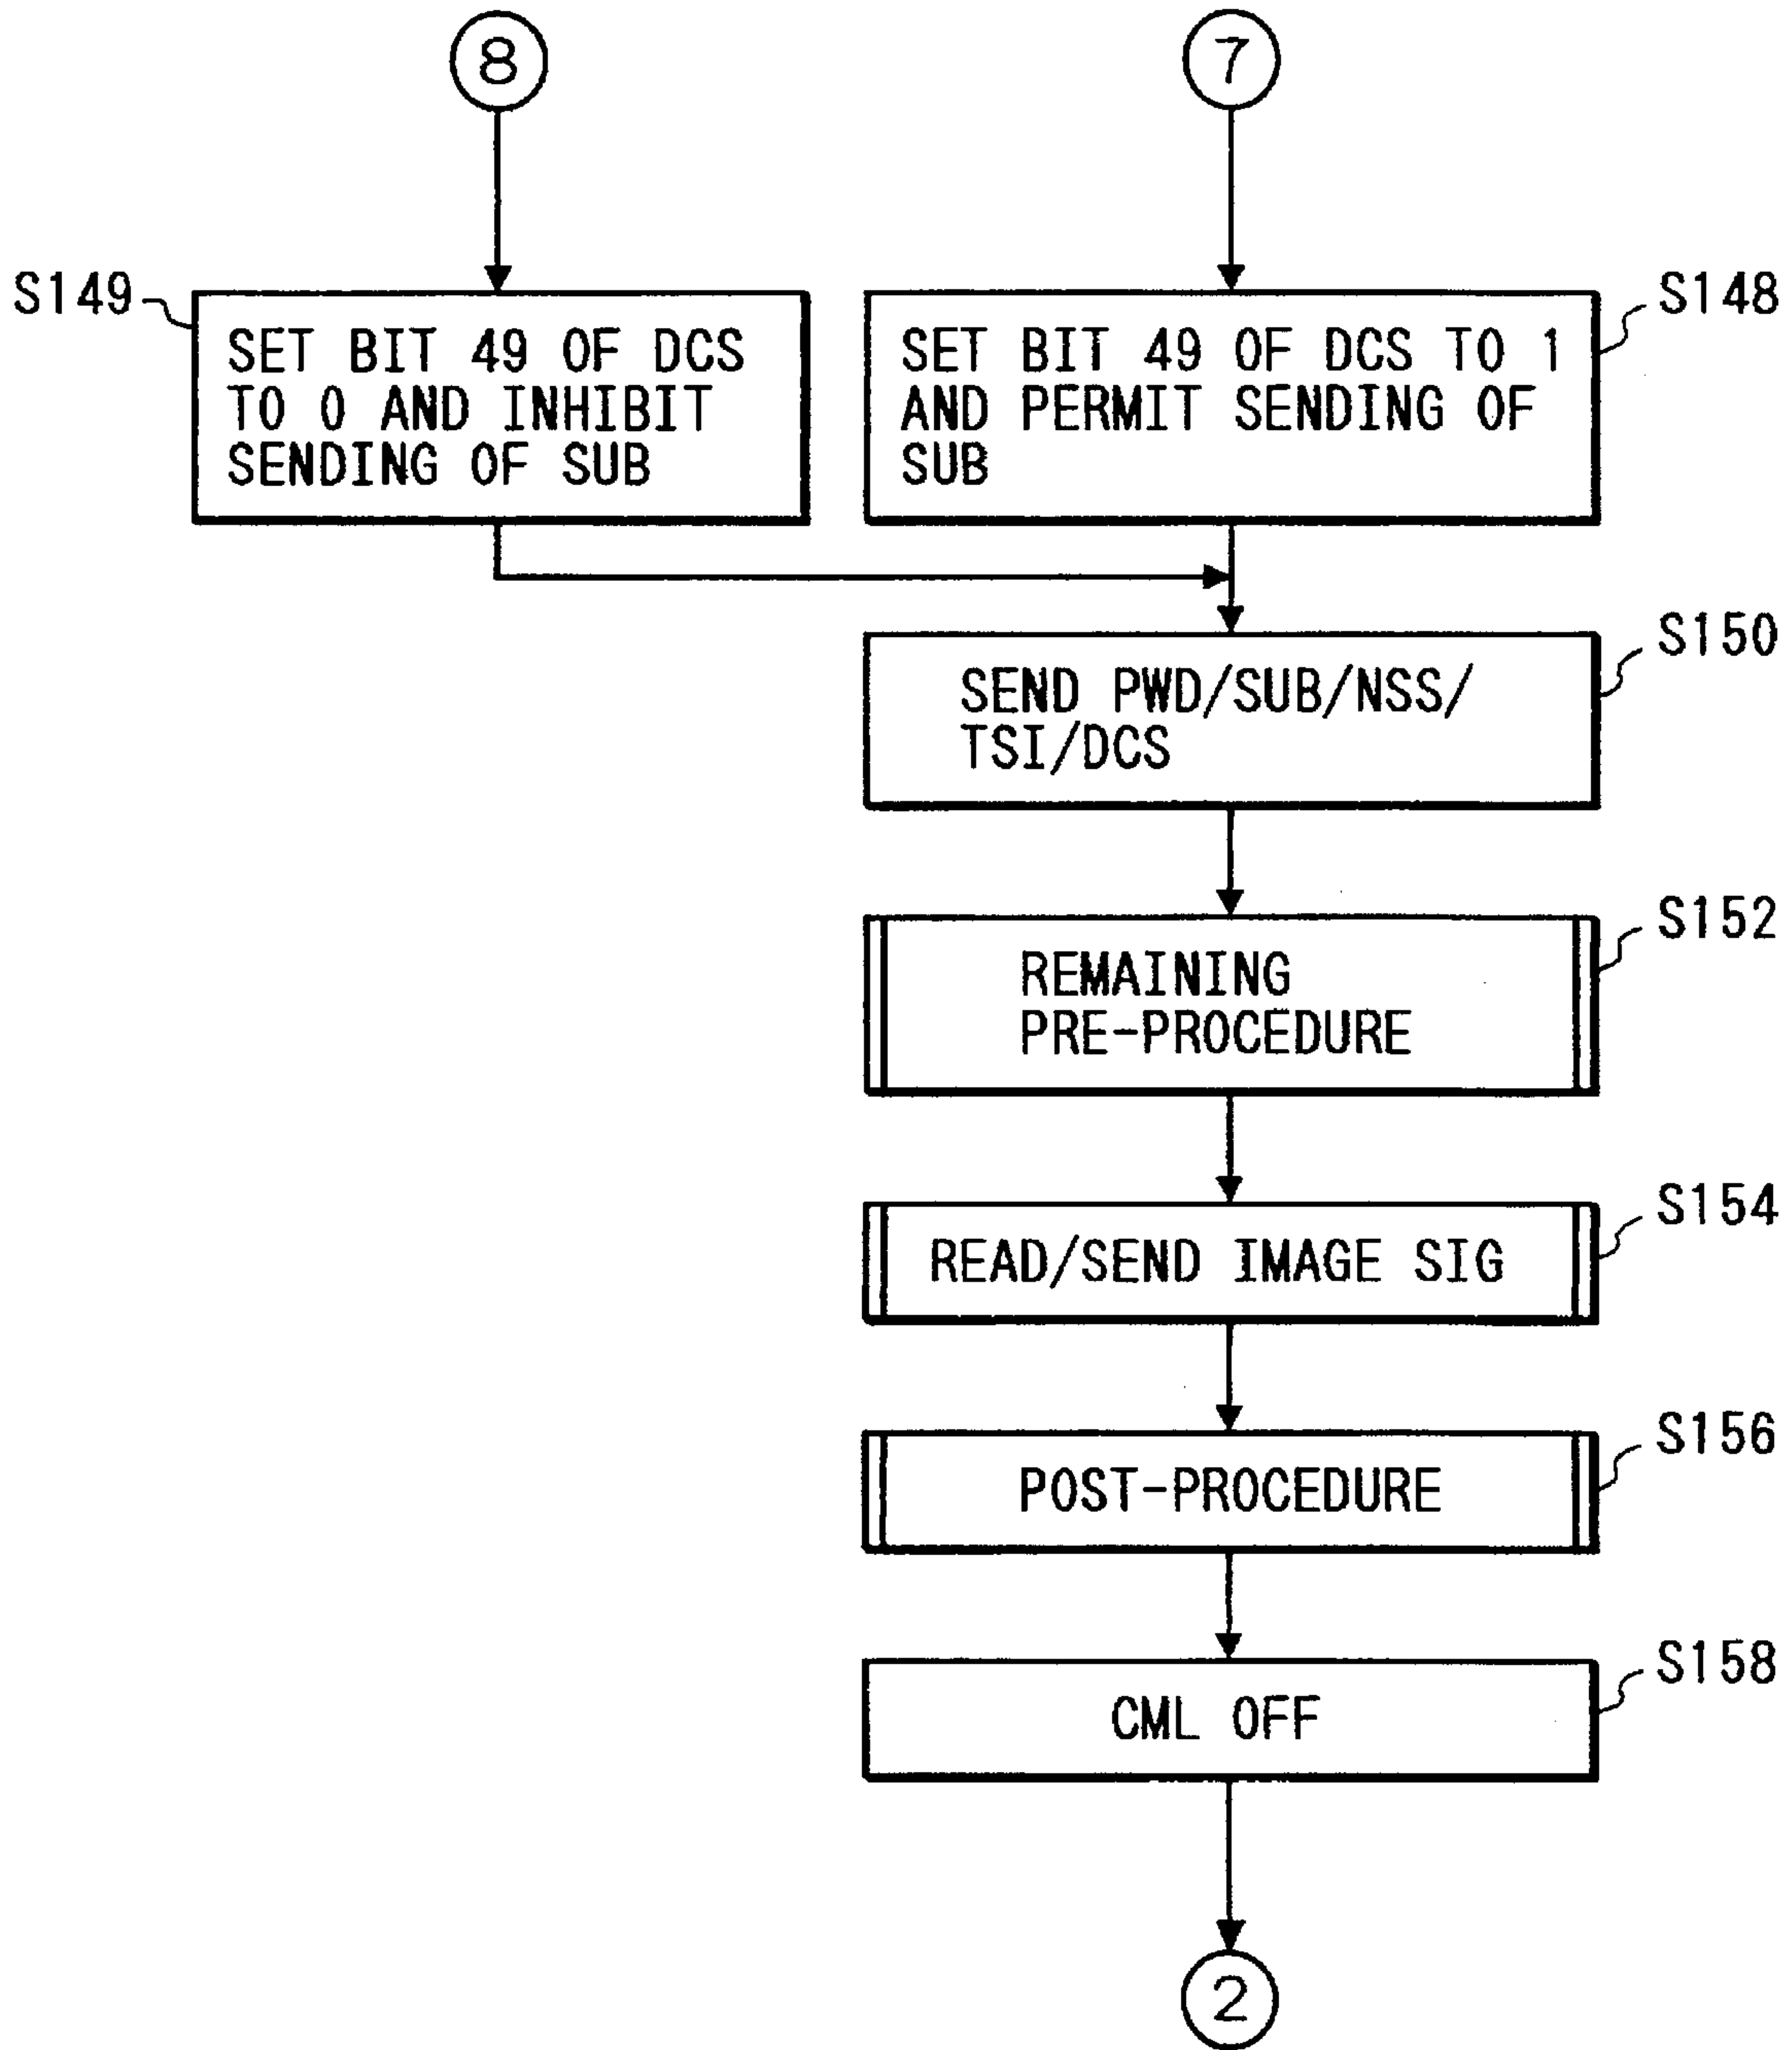 8
7
S149
SET BIT 49 OF DCS
TO 0 AND INHIBIT
SENDING OF SUB
S148
SET BIT 49 OF DCS TO 1
AND PERMIT SENDING OF
SUB
S150
SEND PWD/SUB/NSS/
TSI/DCS
S152
REMAINING
PRE-PROCEDURE
S154
READ/SEND IMAGE SIG
S156
POST-PROCEDURE
S158
CML OFF
2